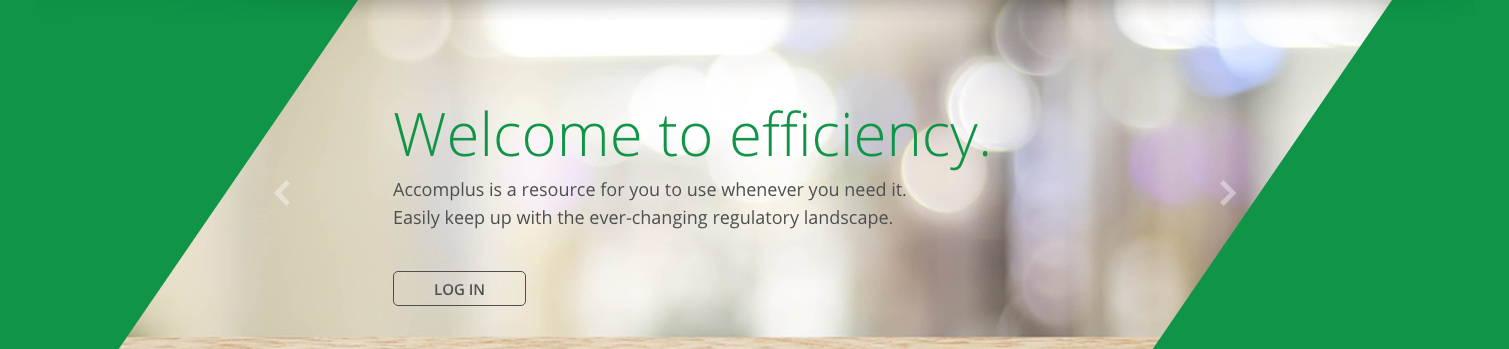 Welcome to efficiency.
Accomplus is a resource for you to use whenever you need it.
Easily keep up with the ever-changing regulatory landscape.
LOG IN